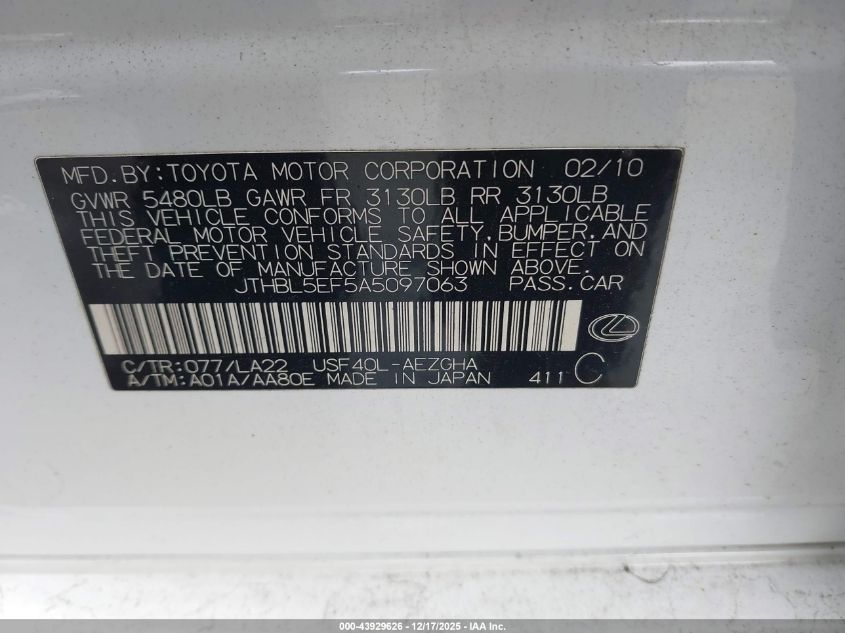 MFD. BY: TOYOTA MOTOR CORPORATION 02/10
GVWR 5480LB GAWR FR 3130LB RR 3130LB
THIS VEHICLE CONFORMS TO ALL APPLICABLE
FEDERAL MOTOR VEHICLE SAFETY, BUMPER, AND
THEFT PREVENTION STANDARDS IN EFFECT ON
THE DATE OF MANUFACTURE SHOWN ABOVE.
JTHBL5EF5A5097063 PASS. CAR
C/TR: 077/LA22 USF40L-AEZGHA
A/TM: A01A/AA80E MADE IN JAPAN 411 C
000-43929626 - 12/17/2025 - IAA Inc.